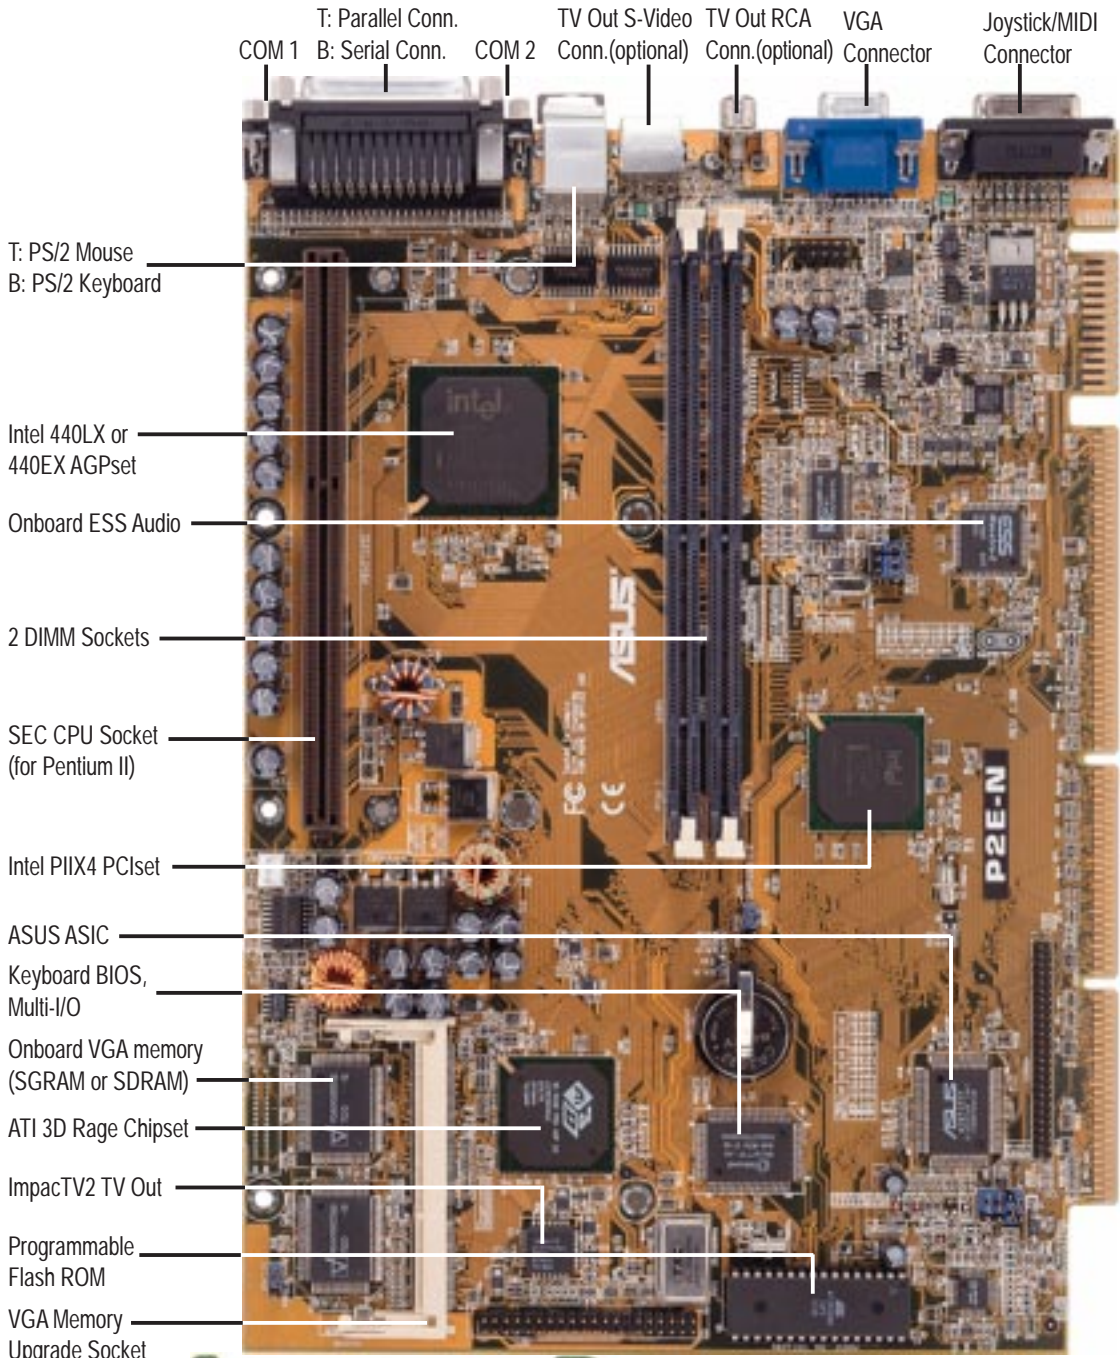 T: Parallel Conn.
B: Serial Conn.
COM 1
COM 2
TV Out S-Video
Conn.(optional)
TV Out RCA
Conn.(optional)
VGA
Connector
Joystick/MIDI
Connector
T: PS/2 Mouse
B: PS/2 Keyboard
Intel 440LX or
440EX AGPset
Onboard ESS Audio
2 DIMM Sockets
SEC CPU Socket
(for Pentium II)
Intel PIIX4 PCIset
ASUS ASIC
Keyboard BIOS,
Multi-I/O
Onboard VGA memory
(SGRAM or SDRAM)
ATI 3D Rage Chipset
ImpacTV2 TV Out
Programmable
Flash ROM
VGA Memory
Upgrade Socket
intel
ESS
ASUS
FC CE
intel
P2E-N
ASUS